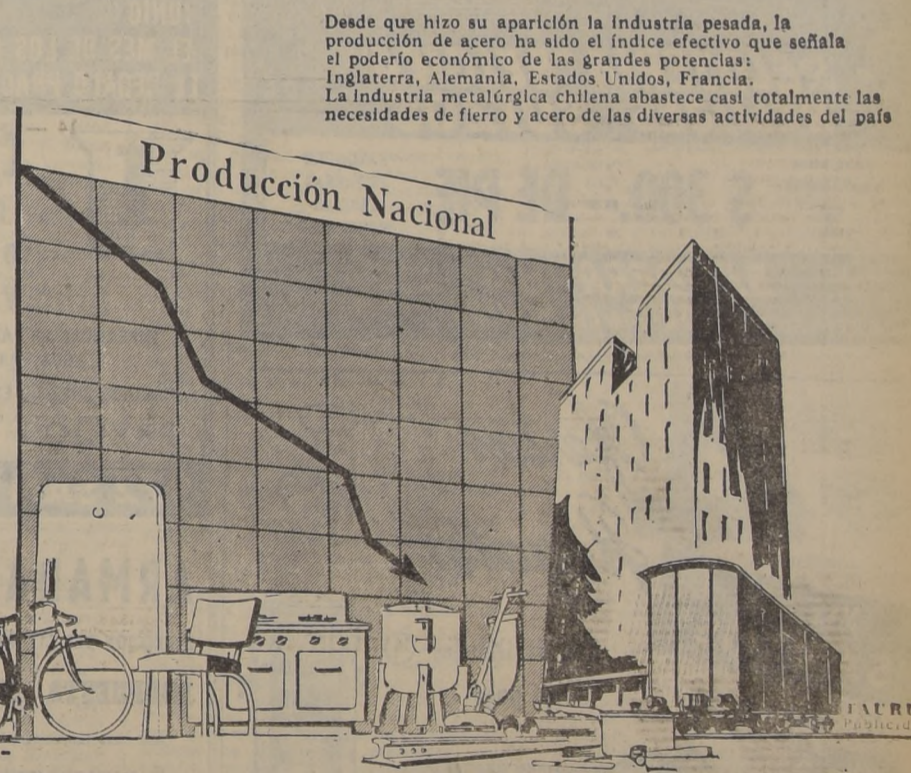 Desde que hizo su aparición la industria pesada, la
producción de acero ha sido el índice efectivo que señala
el poderío económico de las grandes potencias:
Inglaterra, Alemania, Estados Unidos, Francia.
La industria metalúrgica chilena abastece casi totalmente las
necesidades de fierro y acero de las diversas actividades del país
Producción Nacional